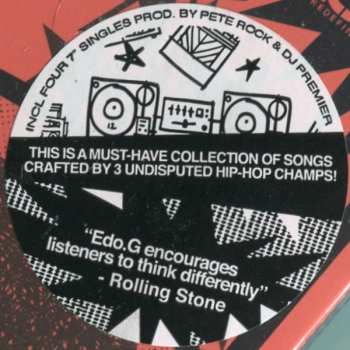 INCL FOUR 7" SINGLES PROD. BY PETE ROCK & DJ PREMIER
THIS IS A MUST-HAVE COLLECTION OF SONGS
CRAFTED BY 3 UNDISPUTED HIP-HOP CHAMPS!
"Edo.G encourages
listeners to think differently"
- Rolling Stone